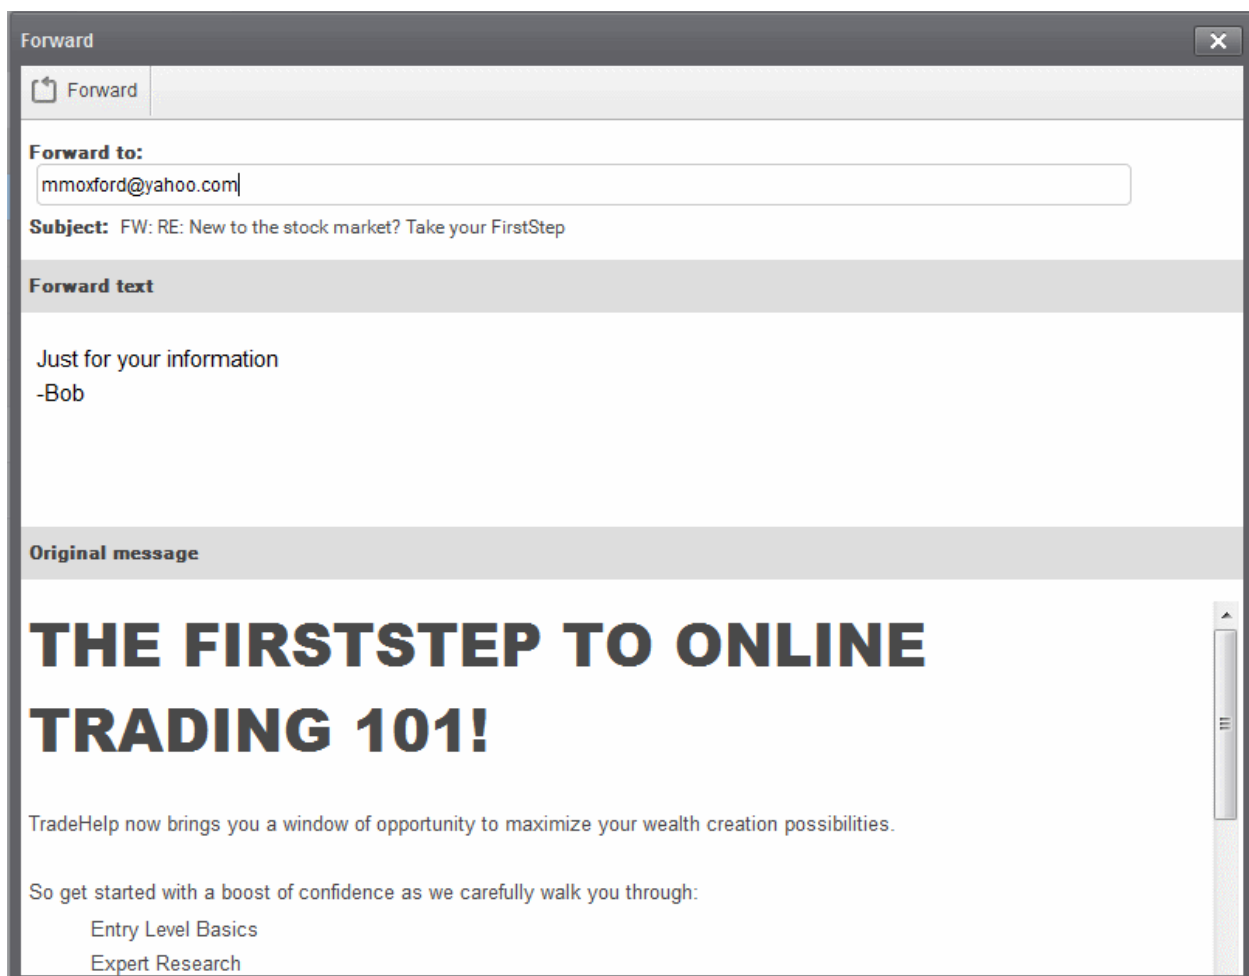 Forward
Forward
Forward to:
mmoxford@yahoo.com
Subject: FW: RE: New to the stock market? Take your FirstStep
Forward text
Just for your information
-Bob
Original message
THE FIRSTSTEP TO ONLINE
TRADING 101!
TradeHelp now brings you a window of opportunity to maximize your wealth creation possibilities.
So get started with a boost of confidence as we carefully walk you through:
Entry Level Basics
Expert Research